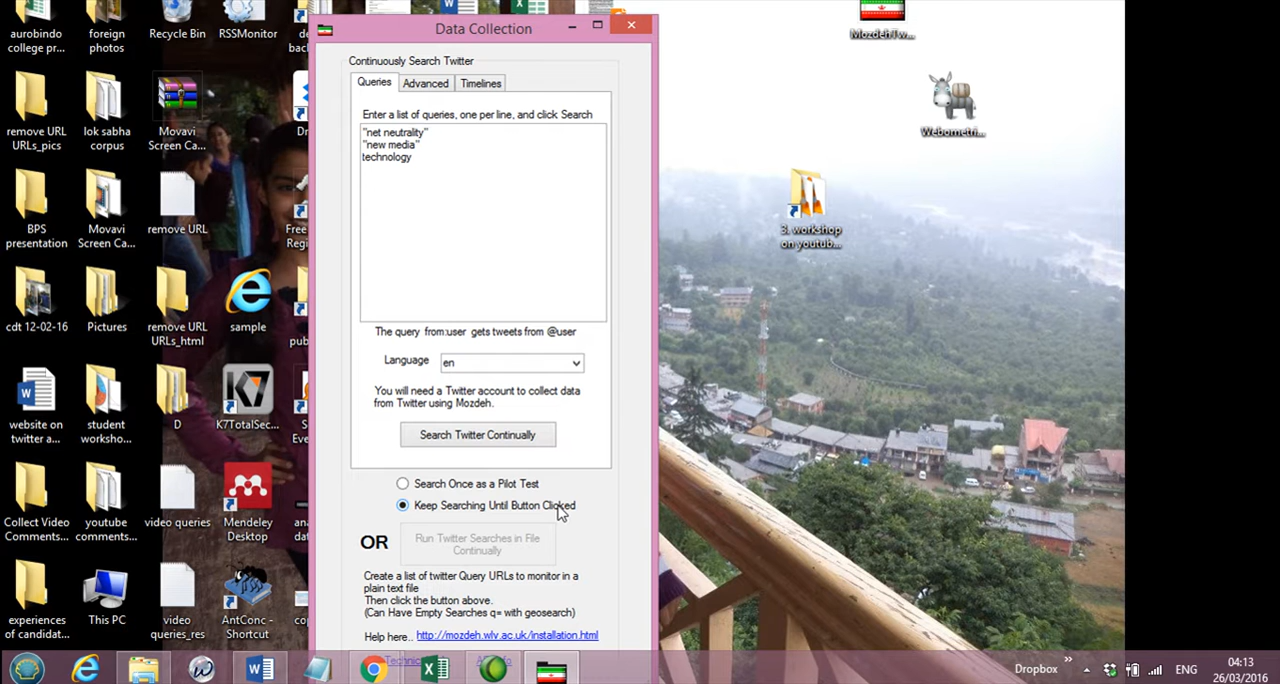 aurobindo
college pr...
foreign
photos
Recycle Bin
RSSMonitor
remove URL
URLs_pics
lok sabha
corpus
Movavi
Screen Ca...
BPS
presentation
Movavi
Screen Ca...
remove URL
Free
Regi
cdt 12-02-16
Pictures
remove URL
URLs_html
sample
website on
twitter a...
student
worksho...
D
K7TotalSec...
Collect Video
Comments...
youtube
comments...
video queries
Mendeley
Desktop
experiences
of candidat...
This PC
video
queries_res
AntConc -
Shortcut
Data Collection
Continuously Search Twitter
Queries Advanced Timelines
Enter a list of queries, one per line, and click Search
"net neutrality"
"new media"
technology
The query from:user gets tweets from @user
Language en
You will need a Twitter account to collect data
from Twitter using Mozdeh.
Search Twitter Continually
Search Once as a Pilot Test
Keep Searching Until Button Clicked
OR
Run Twitter Searches in File
Continually
Create a list of twitter Query URLs to monitor in a
plain text file
Then click the button above.
(Can Have Empty Searches q= with geosearch)
Help here.. http://mozdeh.wlv.ac.uk/installation.html
MozdehTw...
Webometri...
3. workshop
on youtub...
Dropbox
ENG
04:13
26/03/2016